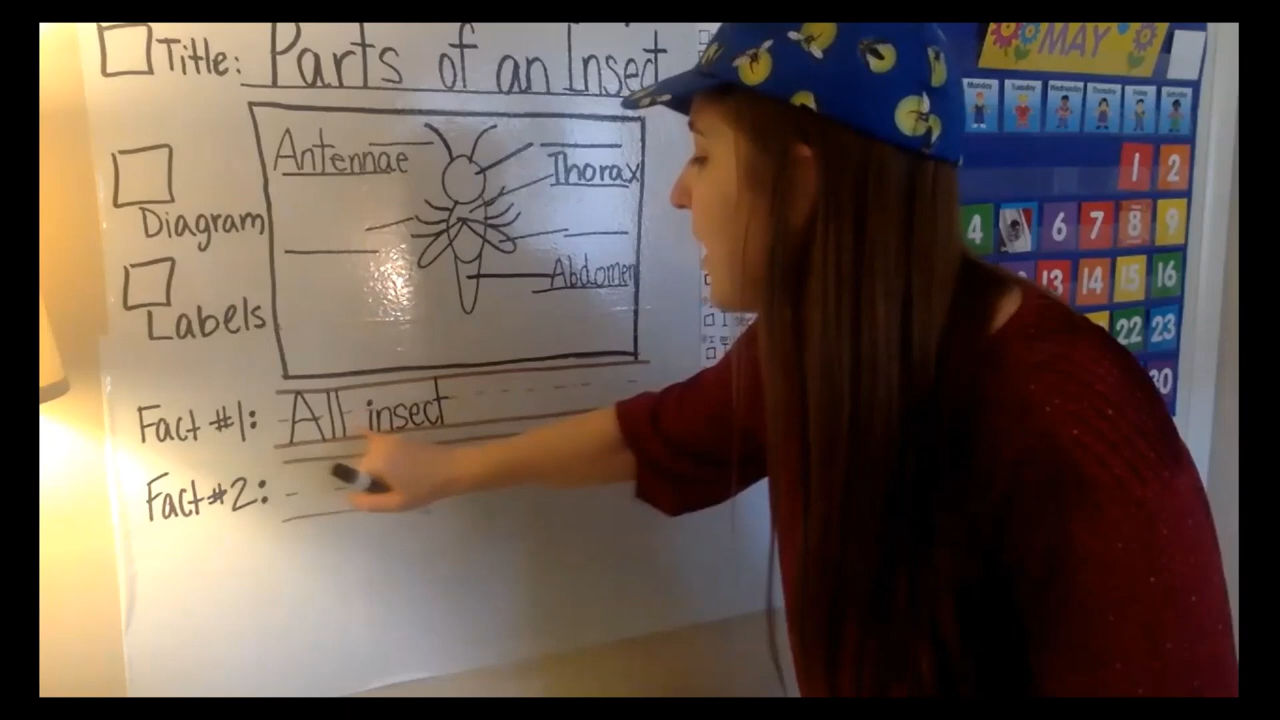 Title: Parts of an Insect
Antennae
Thorax
Diagram
Abdomen
Labels
Fact #1: All insect
Fact #2:
MAY
Monday Tuesday Wednesday Thursday Friday Saturday
1 2
4 6 7 8 9
13 14 15 16
22 23
30